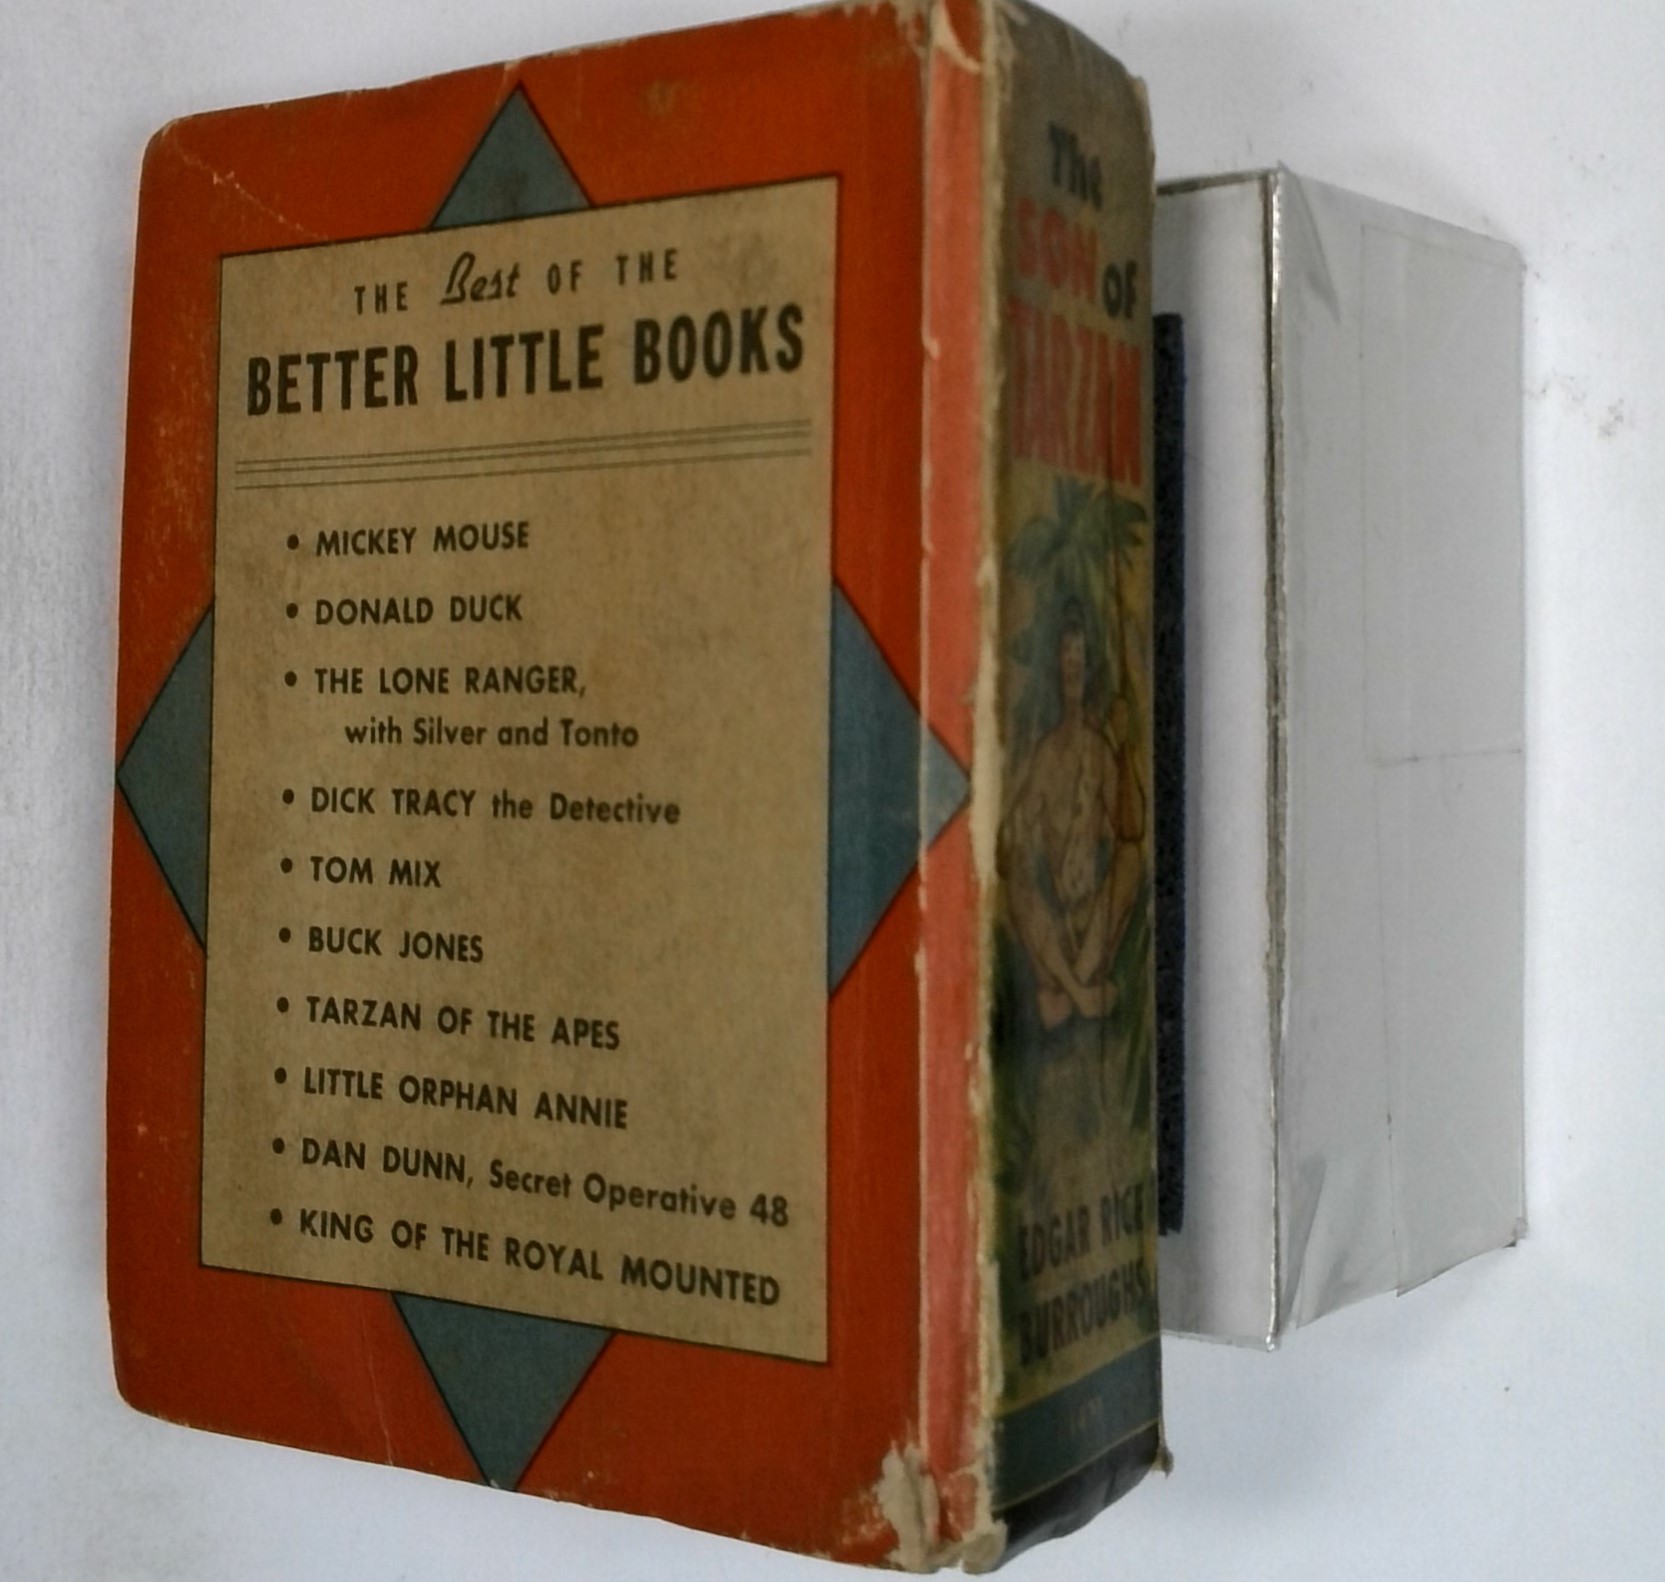 THE Best OF THE
BETTER LITTLE BOOKS
• MICKEY MOUSE
• DONALD DUCK
• THE LONE RANGER,
with Silver and Tonto
• DICK TRACY the Detective
• TOM MIX
• BUCK JONES
• TARZAN OF THE APES
• LITTLE ORPHAN ANNIE
• DAN DUNN, Secret Operative 48
• KING OF THE ROYAL MOUNTED
The
SON OF
TARZAN
EDGAR RICE
BURROUGHS